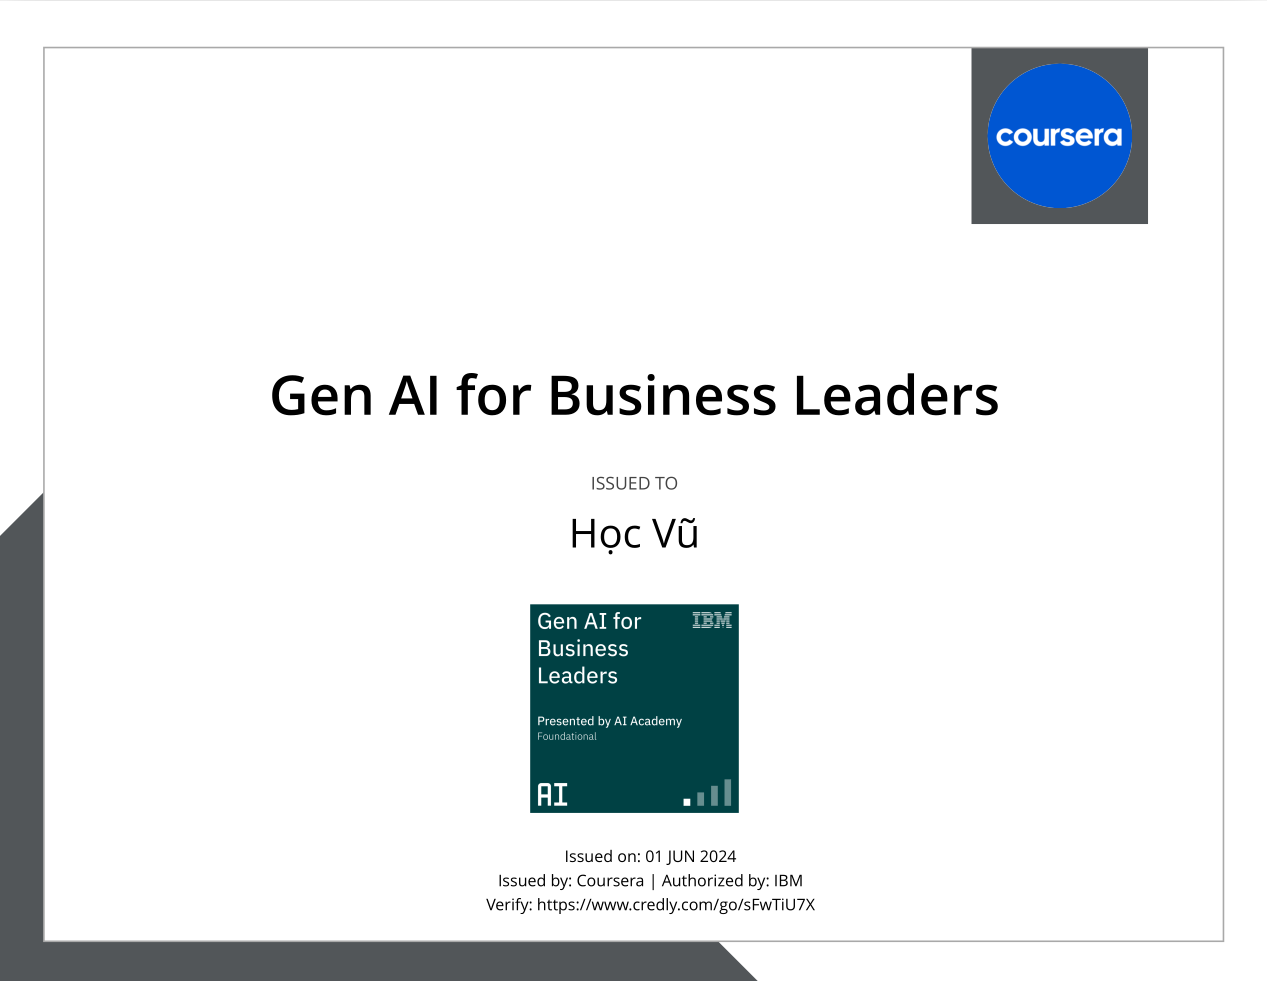 coursera
Gen AI for Business Leaders
ISSUED TO
Học Vũ
Gen AI for
Business
Leaders
IBM
Presented by AI Academy
Foundational
AI
Issued on: 01 JUN 2024
Issued by: Coursera | Authorized by: IBM
Verify: https://www.credly.com/go/sFwTiU7X